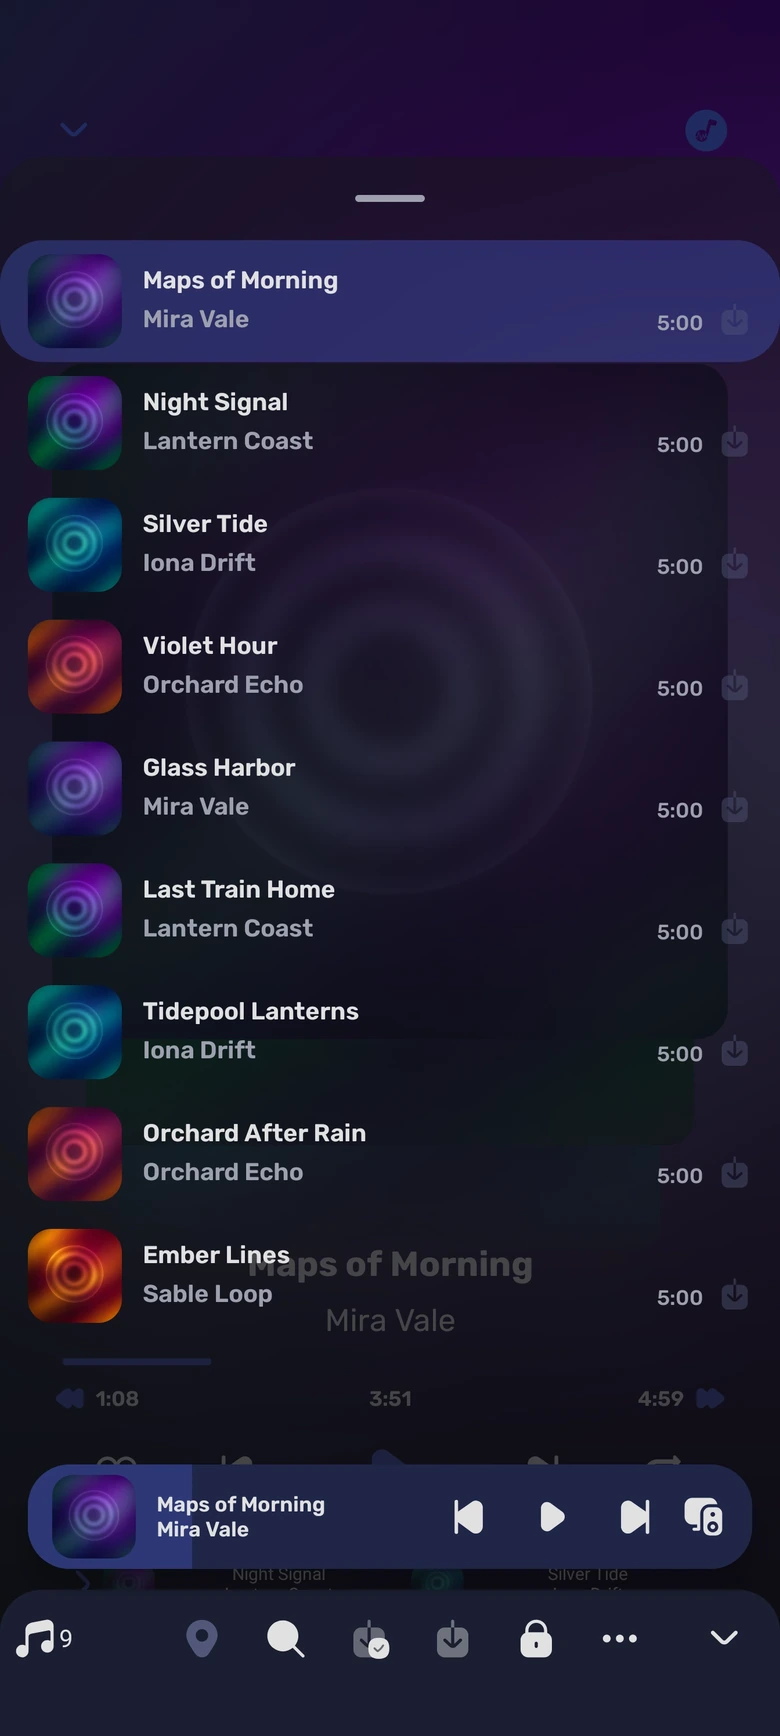 Maps of Morning
Mira Vale
5:00
Night Signal
Lantern Coast
5:00
Silver Tide
Iona Drift
5:00
Violet Hour
Orchard Echo
5:00
Glass Harbor
Mira Vale
5:00
Last Train Home
Lantern Coast
5:00
Tidepool Lanterns
Iona Drift
5:00
Orchard After Rain
Orchard Echo
5:00
Ember Lines
Sable Loop
5:00
Maps of Morning
Mira Vale
1:08 3:51 4:59
Maps of Morning
Mira Vale
Night Signal Silver Tide
9